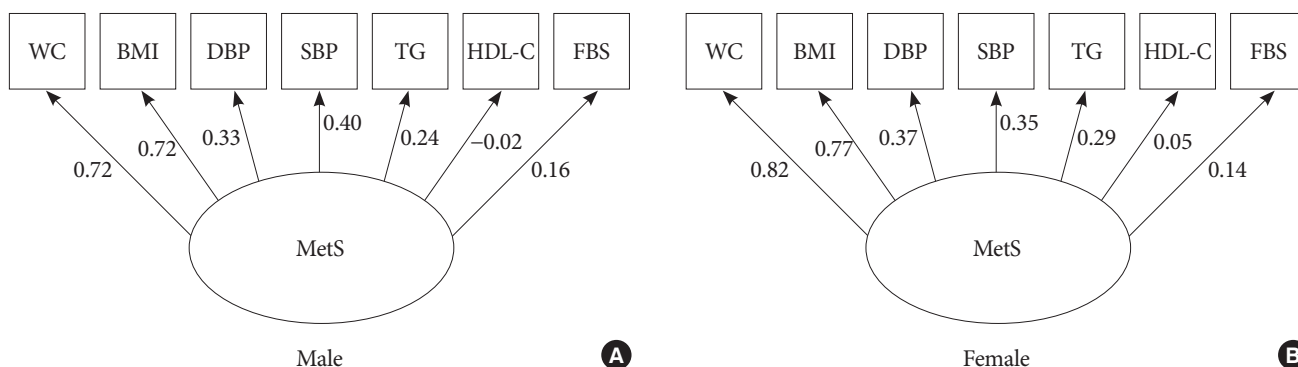 WC BMI DBP SBP TG HDL-C FBS
0.72 0.72 0.33 0.40 0.24 −0.02 0.16
MetS
Male
A
WC BMI DBP SBP TG HDL-C FBS
0.82 0.77 0.37 0.35 0.29 0.05 0.14
MetS
Female
B